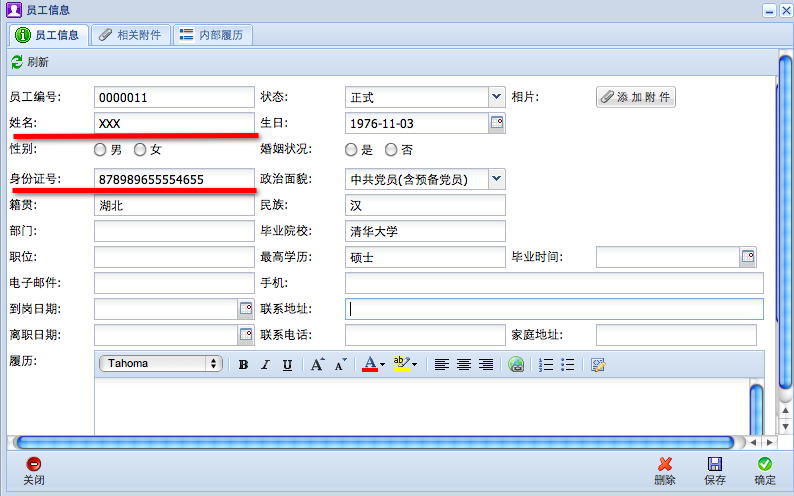 员工信息
员工信息 相关附件 内部履历
刷新
员工编号: 0000011 状态: 正式 相片: 添加附件
姓名: XXX 生日: 1976-11-03
性别: 男 女 婚姻状况: 是 否
身份证号: 878989655554655 政治面貌: 中共党员(含预备党员)
籍贯: 湖北 民族: 汉
部门: 毕业院校: 清华大学
职位: 最高学历: 硕士 毕业时间:
电子邮件: 手机:
到岗日期: 联系地址:
离职日期: 联系电话: 家庭地址:
履历: Tahoma B I U A A A ab
关闭 删除 保存 确定